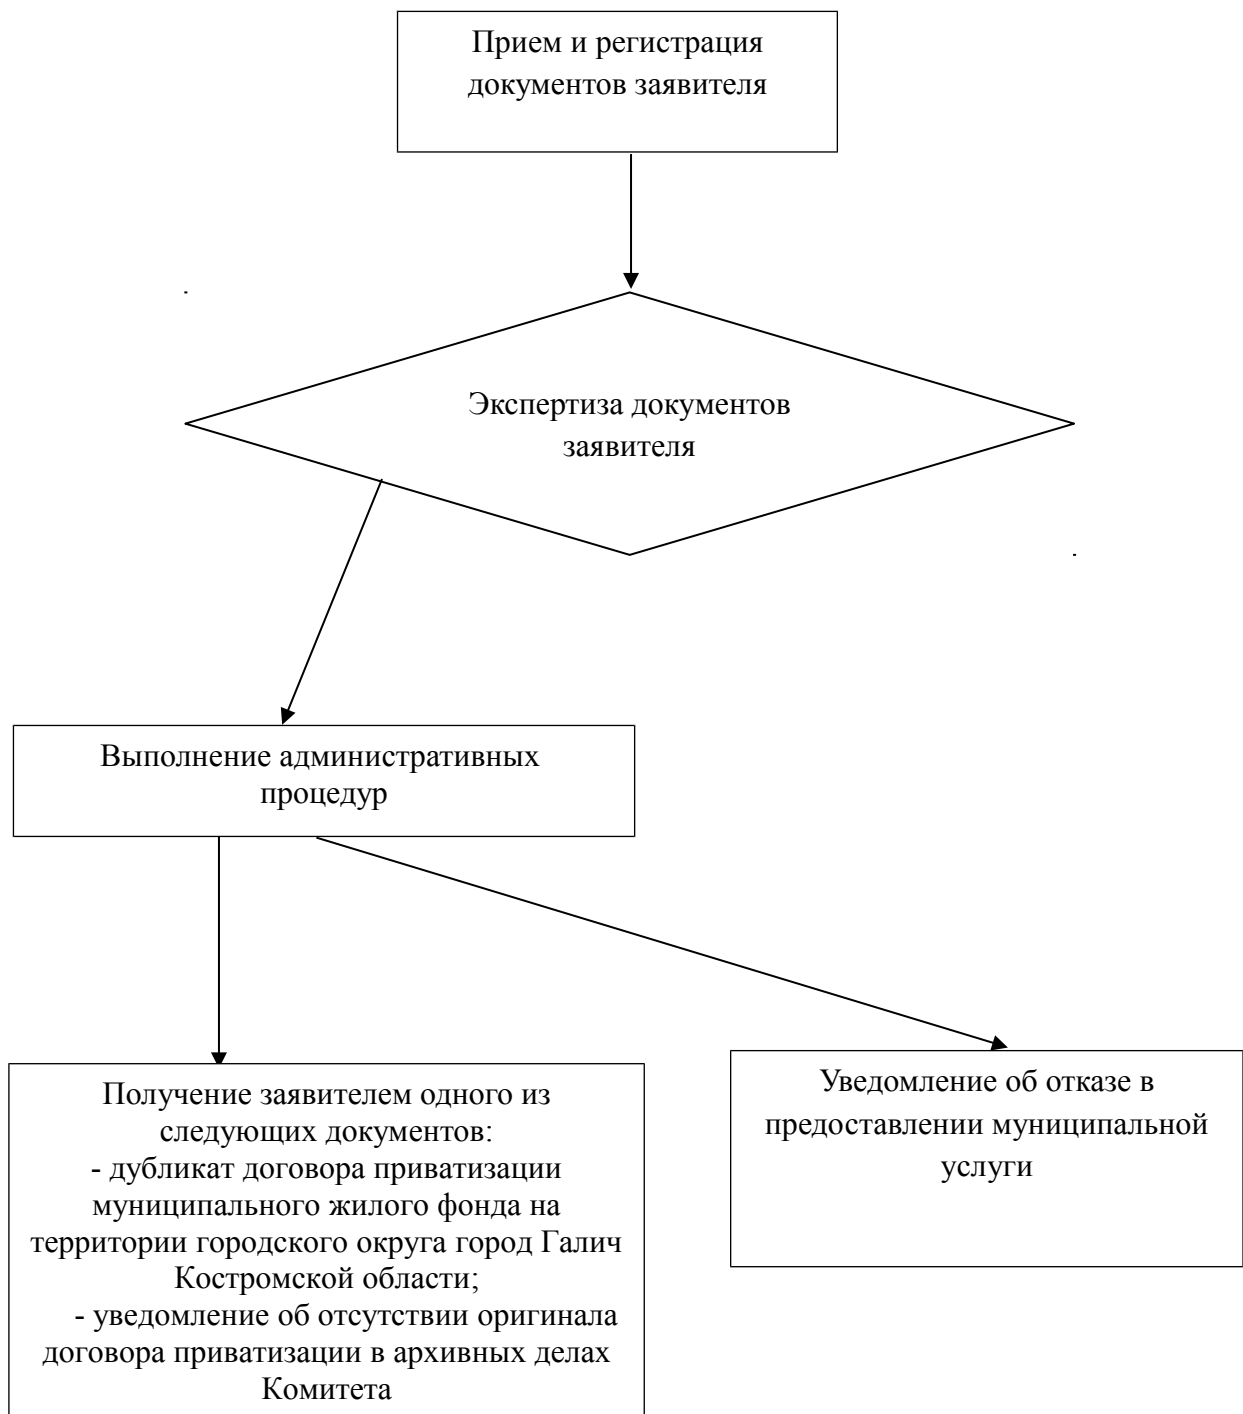 Прием и регистрация
документов заявителя
Экспертиза документов
заявителя
Выполнение административных
процедур
Получение заявителем одного из
следующих документов:
- дубликат договора приватизации
муниципального жилого фонда на
территории городского округа город Галич
Костромской области;
- уведомление об отсутствии оригинала
договора приватизации в архивных делах
Комитета
Уведомление об отказе в
предоставлении муниципальной
услуги